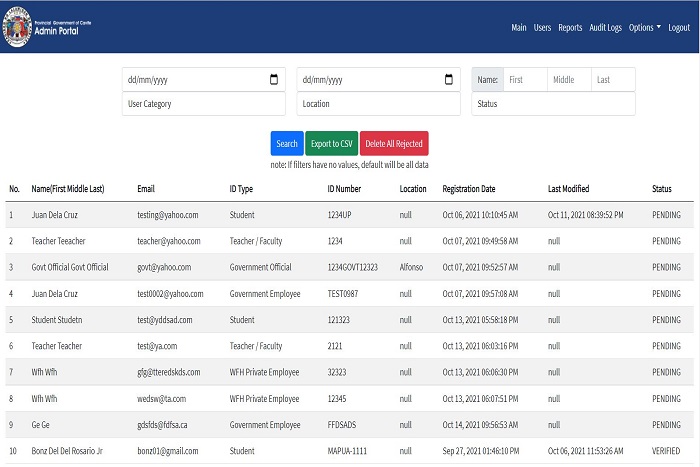 Provincial Government of Cavite
Admin Portal
Main Users Reports Audit Logs Options Logout
dd/mm/yyyy dd/mm/yyyy Name: First Middle Last
User Category Location Status
Search Export to CSV Delete All Rejected
note: If filters have no values, default will be all data
No. Name(First Middle Last) Email ID Type ID Number Location Registration Date Last Modified Status
1 Juan Dela Cruz testing@yahoo.com Student 1234UP null Oct 06, 2021 10:10:45 AM Oct 11, 2021 08:39:52 PM PENDING
2 Teacher Teeacher teacher@yahoo.com Teacher / Faculty 1234 null Oct 07, 2021 09:49:58 AM null PENDING
3 Govt Official Govt Official govt@yahoo.com Government Official 1234GOVT12323 Alfonso Oct 07, 2021 09:52:57 AM null PENDING
4 Juan Dela Cruz test0002@yahoo.com Government Employee TEST0987 null Oct 07, 2021 09:57:08 AM null PENDING
5 Student Studetn test@yddsad.com Student 121323 null Oct 13, 2021 05:58:18 PM null PENDING
6 Teacher Teacher test@ya.com Teacher / Faculty 2121 null Oct 13, 2021 06:03:16 PM null PENDING
7 Wfh Wfh gfg@tteredskds.com WFH Private Employee 32323 null Oct 13, 2021 06:06:30 PM null PENDING
8 Wfh Wfh wedsw@ta.com WFH Private Employee 12345 null Oct 13, 2021 06:07:51 PM null PENDING
9 Ge Ge gdsfds@fdfsa.ca Government Employee FFDSADS null Oct 14, 2021 09:56:53 AM null PENDING
10 Bonz Del Del Rosario Jr bonz01@gmail.com Student MAPUA-1111 null Sep 27, 2021 01:46:10 PM Oct 06, 2021 11:53:26 AM VERIFIED